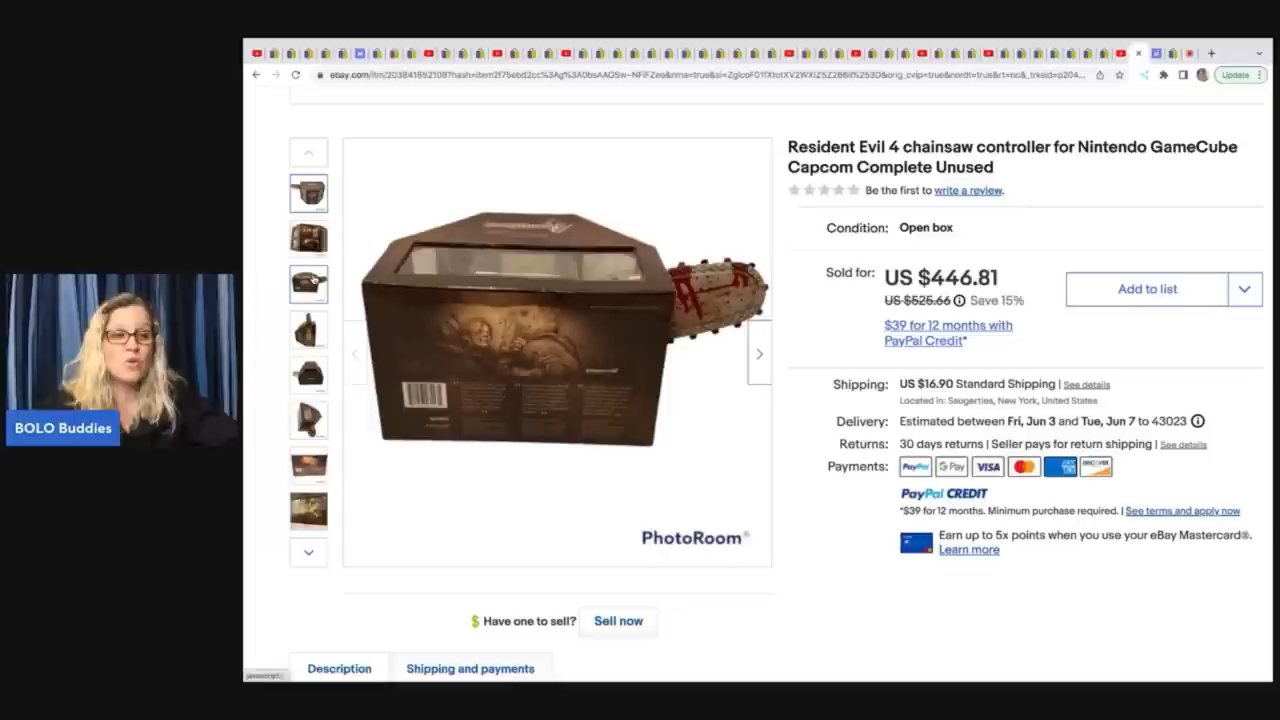 Update
Resident Evil 4 chainsaw controller for Nintendo GameCube
Capcom Complete Unused
Be the first to write a review.
Condition: Open box
Sold for: US $446.81
US $525.66 Save 15%
Add to list
$39 for 12 months with
PayPal Credit*
Shipping: US $16.90 Standard Shipping | See details
Located in: Saugerties, New York, United States
Delivery: Estimated between Fri, Jun 3 and Tue, Jun 7 to 43023
Returns: 30 days returns | Seller pays for return shipping | See details
Payments: PayPal G Pay VISA
PayPal CREDIT
*$39 for 12 months. Minimum purchase required. | See terms and apply now
Earn up to 5x points when you use your eBay Mastercard®.
Learn more
PhotoRoom
BOLO Buddies
$ Have one to sell? Sell now
Description Shipping and payments